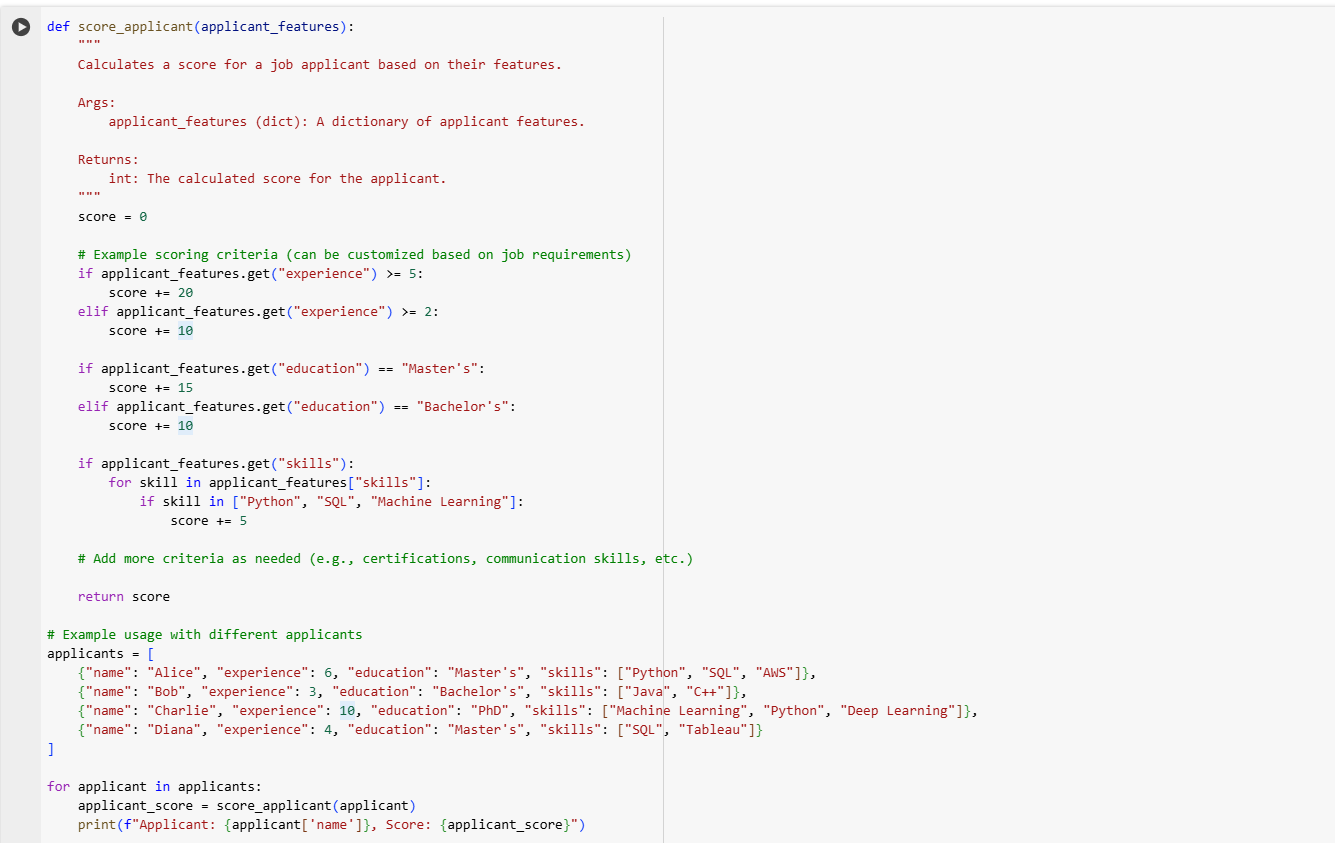 def score_applicant(applicant_features):
    """
    Calculates a score for a job applicant based on their features.

    Args:
        applicant_features (dict): A dictionary of applicant features.

    Returns:
        int: The calculated score for the applicant.
    """
    score = 0

    # Example scoring criteria (can be customized based on job requirements)
    if applicant_features.get("experience") >= 5:
        score += 20
    elif applicant_features.get("experience") >= 2:
        score += 10

    if applicant_features.get("education") == "Master's":
        score += 15
    elif applicant_features.get("education") == "Bachelor's":
        score += 10

    if applicant_features.get("skills"):
        for skill in applicant_features["skills"]:
            if skill in ["Python", "SQL", "Machine Learning"]:
                score += 5

    # Add more criteria as needed (e.g., certifications, communication skills, etc.)

    return score

# Example usage with different applicants
applicants = [
    {"name": "Alice", "experience": 6, "education": "Master's", "skills": ["Python", "SQL", "AWS"]},
    {"name": "Bob", "experience": 3, "education": "Bachelor's", "skills": ["Java", "C++"]},
    {"name": "Charlie", "experience": 10, "education": "PhD", "skills": ["Machine Learning", "Python", "Deep Learning"]},
    {"name": "Diana", "experience": 4, "education": "Master's", "skills": ["SQL", "Tableau"]}
]

for applicant in applicants:
    applicant_score = score_applicant(applicant)
    print(f"Applicant: {applicant['name']}, Score: {applicant_score}")